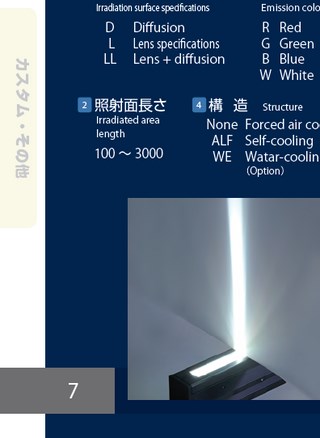 Irradiation surface specifications
D Diffusion
L Lens specifications
LL Lens + diffusion
Emission colo
R Red
G Green
B Blue
W White
2 照射面長さ
Irradiated area
length
100 ～ 3000
4 構 造 Structure
None Forced air co
ALF Self-cooling
WE Watar-coolin
(Option)
カスタム・その他
7